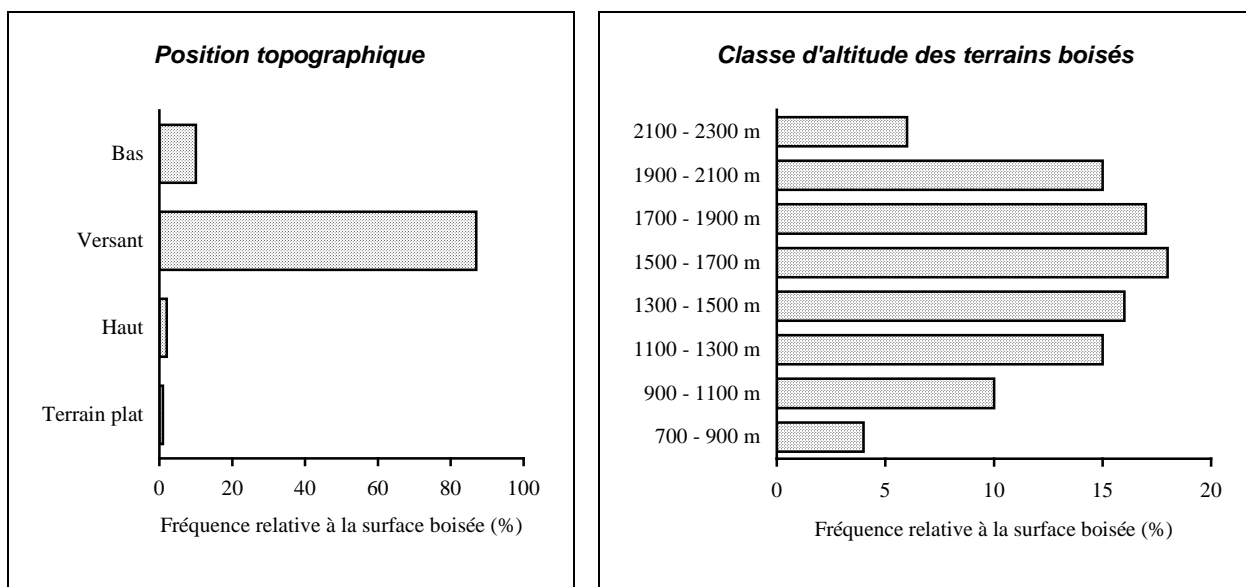 Position topographique
Bas
Versant
Haut
Terrain plat
0 20 40 60 80 100
Fréquence relative à la surface boisée (%)
Classe d'altitude des terrains boisés
2100 - 2300 m
1900 - 2100 m
1700 - 1900 m
1500 - 1700 m
1300 - 1500 m
1100 - 1300 m
900 - 1100 m
700 - 900 m
0 5 10 15 20
Fréquence relative à la surface boisée (%)